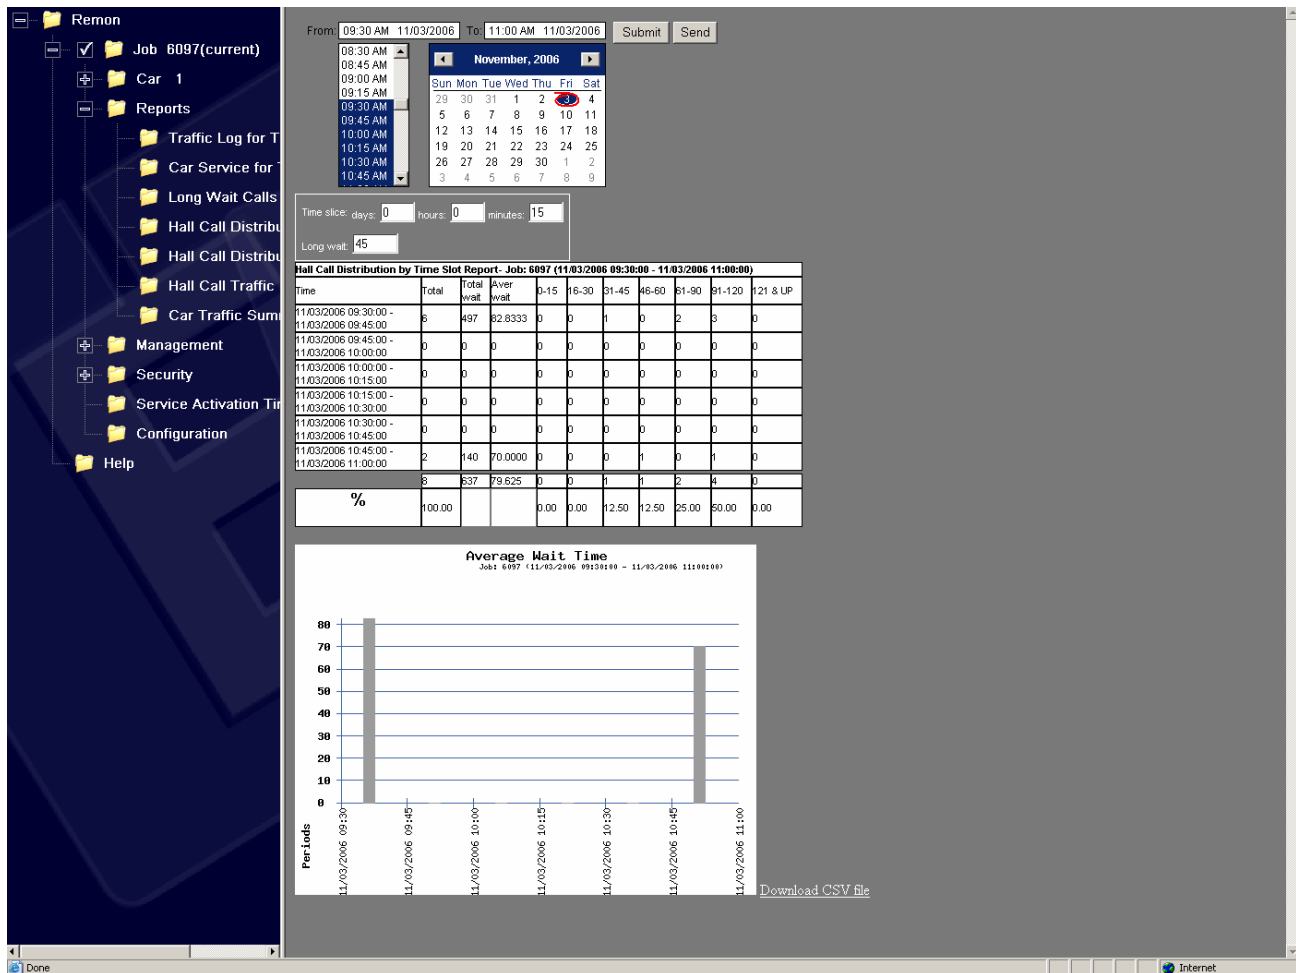 Remon
Job 6097(current)
Car 1
Reports
Traffic Log for T
Car Service for
Long Wait Calls
Hall Call Distribu
Hall Call Distribu
Hall Call Traffic
Car Traffic Sum
Management
Security
Service Activation Ti
Configuration
Help
From: 09:30 AM 11/03/2006 To: 11:00 AM 11/03/2006 Submit Send
08:30 AM
08:45 AM
09:00 AM
09:15 AM
09:30 AM
09:45 AM
10:00 AM
10:15 AM
10:30 AM
10:45 AM
November, 2006
Sun Mon Tue Wed Thu Fri Sat
29 30 31 1 2 3 4
5 6 7 8 9 10 11
12 13 14 15 16 17 18
19 20 21 22 23 24 25
26 27 28 29 30 1 2
3 4 5 6 7 8 9
Time slice: days: 0 hours: 0 minutes: 15
Long wait: 45
Hall Call Distribution by Time Slot Report- Job: 6097 (11/03/2006 09:30:00 - 11/03/2006 11:00:00)
Time Total Total wait Aver wait 0-15 16-30 31-45 46-60 61-90 91-120 121 & UP
11/03/2006 09:30:00 - 11/03/2006 09:45:00 6 497 82.8333 0 0 1 0 2 3 0
11/03/2006 09:45:00 - 11/03/2006 10:00:00 0 0 0 0 0 0 0 0 0 0
11/03/2006 10:00:00 - 11/03/2006 10:15:00 0 0 0 0 0 0 0 0 0 0
11/03/2006 10:15:00 - 11/03/2006 10:30:00 0 0 0 0 0 0 0 0 0 0
11/03/2006 10:30:00 - 11/03/2006 10:45:00 0 0 0 0 0 0 0 0 0 0
11/03/2006 10:45:00 - 11/03/2006 11:00:00 2 140 70.0000 0 0 0 1 0 1 0
8 637 79.625 0 0 1 1 2 4 0
% 100.00 0.00 0.00 12.50 12.50 25.00 50.00 0.00
Average Wait Time
Job: 6097 (11/03/2006 09:30:00 - 11/03/2006 11:00:00)
80
70
60
50
40
30
20
10
0
Periods
11/03/2006 09:30
11/03/2006 09:45
11/03/2006 10:00
11/03/2006 10:15
11/03/2006 10:30
11/03/2006 10:45
11/03/2006 11:00
Download CSV file
Done
Internet